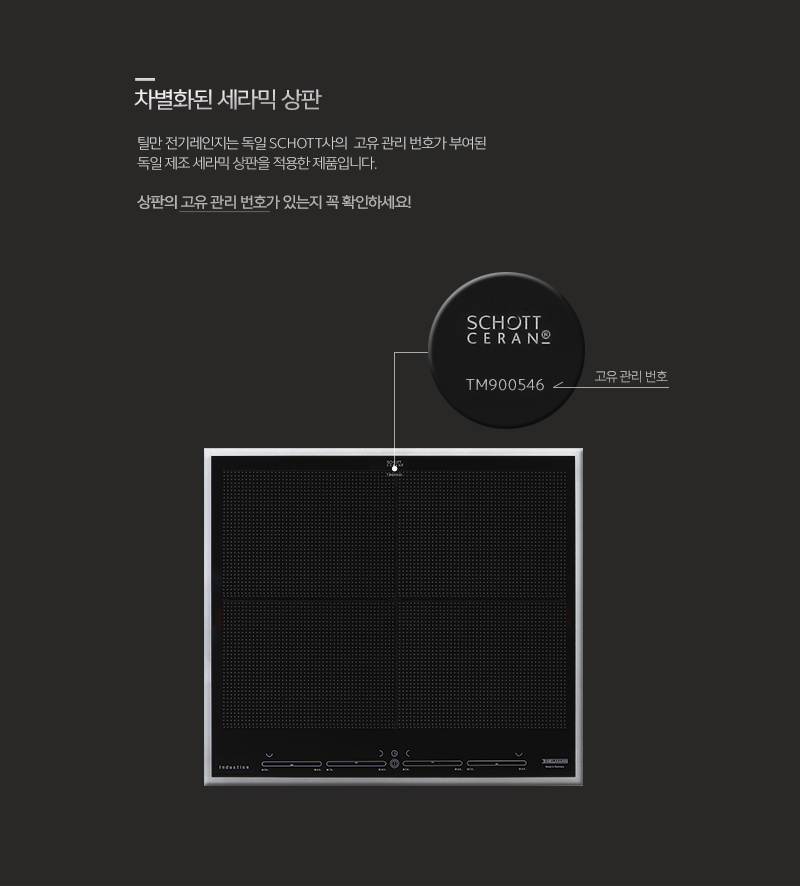 차별화된 세라믹 상판
틸만 전기레인지는 독일 SCHOTT사의 고유 관리 번호가 부여된
독일 제조 세라믹 상판을 적용한 제품입니다.
상판의 고유 관리 번호가 있는지 꼭 확인하세요!
SCHOTT
CERAN®
TM900546
고유 관리 번호
Induction